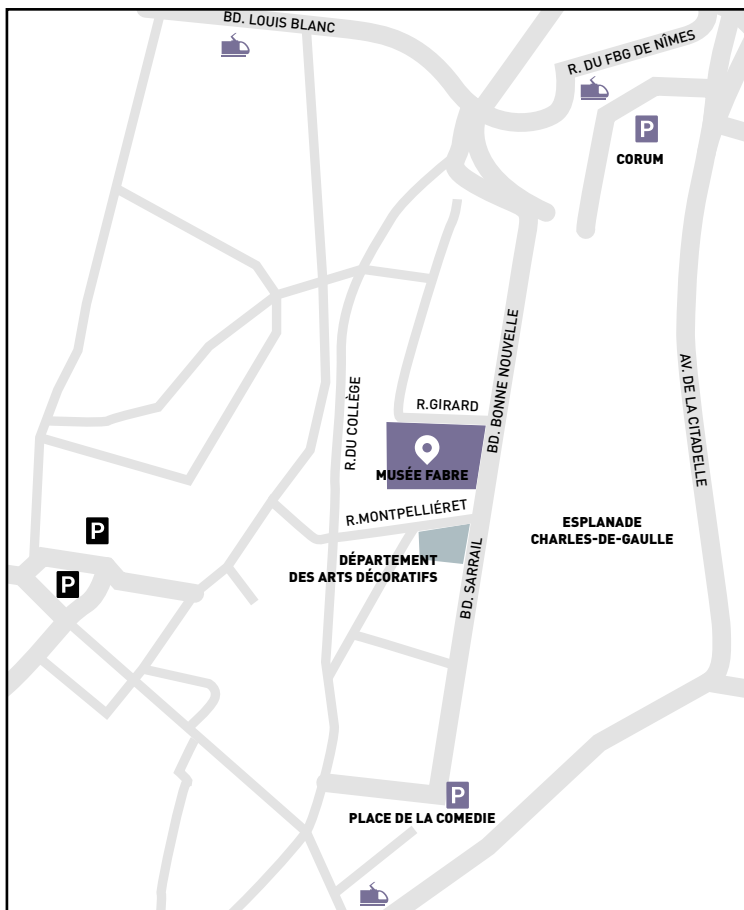 BD. LOUIS BLANC
R. DU FBG DE NÎMES
P
CORUM
BD. BONNE NOUVELLE
AV. DE LA CITADELLE
R.DU COLLÈGE
R.GIRARD
MUSÉE FABRE
R.MONTPELLIÉRET
ESPLANADE
CHARLES-DE-GAULLE
P
P
DÉPARTEMENT
DES ARTS DÉCORATIFS
BD. SARRAIL
P
PLACE DE LA COMEDIE